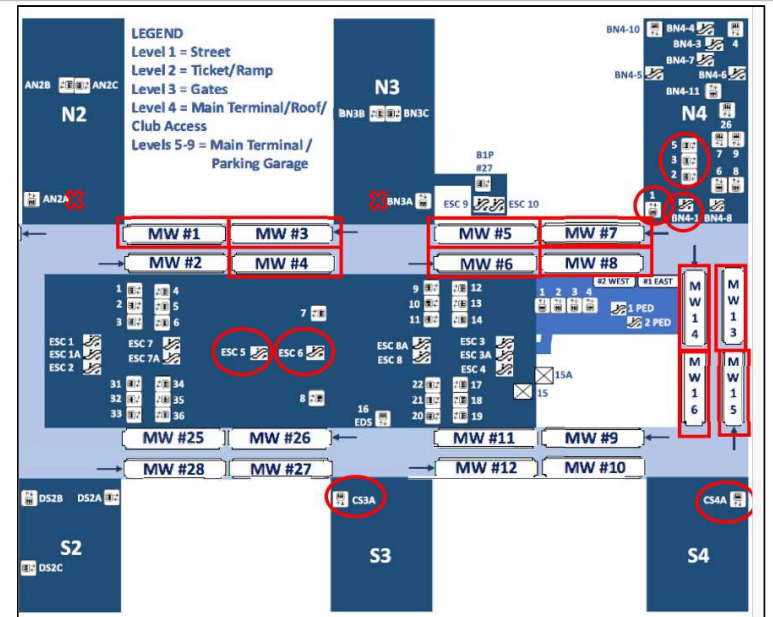 LEGEND
Level 1 = Street
Level 2 = Ticket/Ramp
Level 3 = Gates
Level 4 = Main Terminal/Roof/
Club Access
Levels 5-9 = Main Terminal /
Parking Garage
AN2B
AN2C
N2
AN2A
N3
BN3B
BN3C
BN3A
B1P
#27
ESC 9
ESC 10
BN4-10
BN4-4
BN4-3
4
BN4-7
BN4-5
BN4-6
BN4-11
N4
26
5
3
2
7
9
6
8
1
BN4-1
BN4-8
MW #1
MW #3
MW #5
MW #7
MW #2
MW #4
MW #6
MW #8
#2 WEST
#1 EAST
1
4
2
5
3
6
7
9
12
10
13
11
14
1
2
3
4
1 PED
2 PED
ESC 1
ESC 1A
ESC 2
ESC 7
ESC 7A
ESC 5
ESC 6
ESC 8A
ESC 8
ESC 3
ESC 3A
ESC 4
15A
15
31
34
32
35
33
36
8
16
EDS
22
17
21
18
20
19
MW14
MW13
MW16
MW15
MW #25
MW #26
MW #11
MW #9
MW #28
MW #27
MW #12
MW #10
DS2B
DS2A
S2
DS2C
CS3A
S3
CS4A
S4